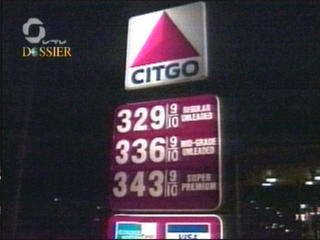 VTV
DOSSIER
CITGO
329 9/10 REGULAR UNLEADED
336 9/10 MID-GRADE UNLEADED
343 9/10 SUPER PREMIUM
VISA